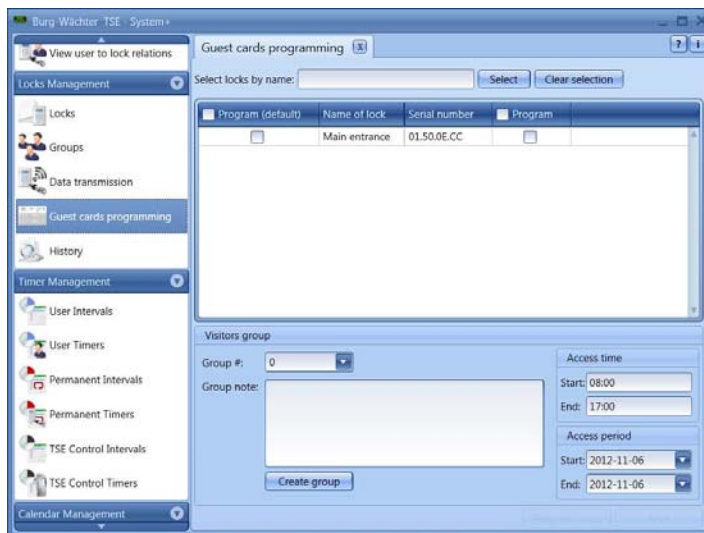 Burg-Wächter TSE - System+
View user to lock relations
Locks Management
Locks
Groups
Data transmission
Guest cards programming
History
Timer Management
User Intervals
User Timers
Permanent Intervals
Permanent Timers
TSE Control Intervals
TSE Control Timers
Calendar Management
Guest cards programming x
? i
Select locks by name: Select Clear selection
Program (default) Name of lock Serial number Program
Main entrance 01.50.0E.CC
Visitors group
Group #: 0
Group note:
Create group
Access time
Start: 08:00
End: 17:00
Access period
Start: 2012-11-06
End: 2012-11-06